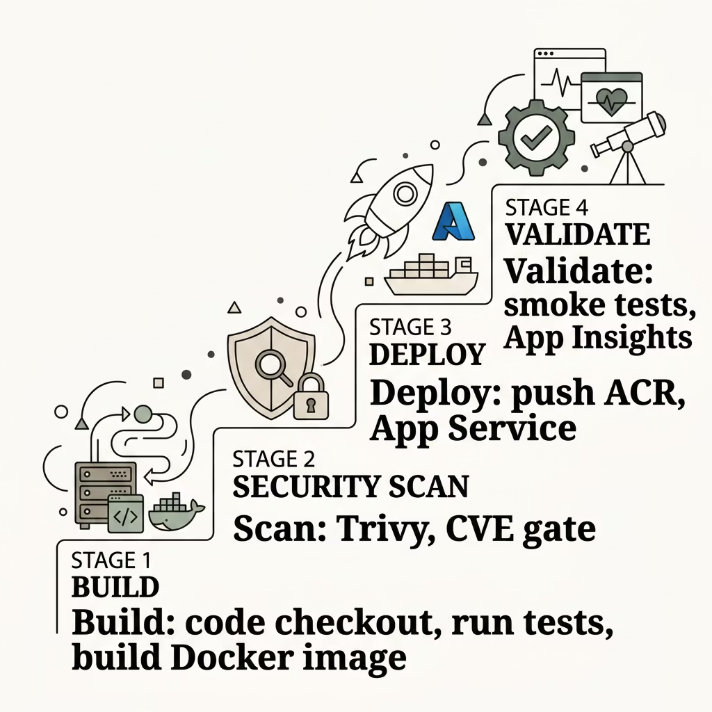 STAGE 1
BUILD
Build: code checkout, run tests,
build Docker image
STAGE 2
SECURITY SCAN
Scan: Trivy, CVE gate
STAGE 3
DEPLOY
Deploy: push ACR,
App Service
STAGE 4
VALIDATE
Validate:
smoke tests,
App Insights